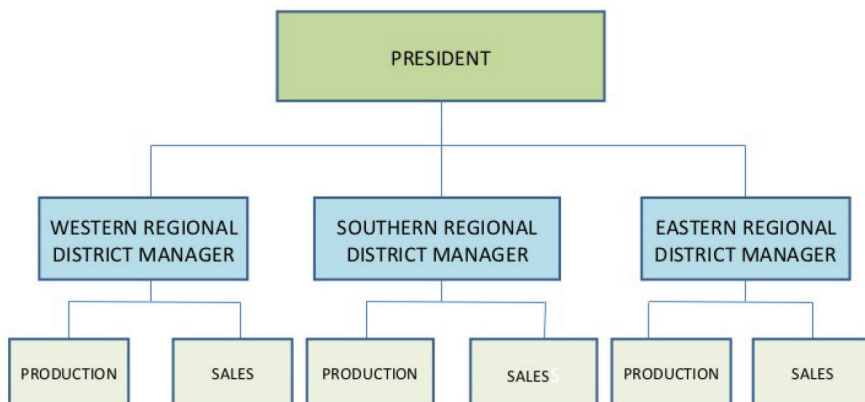 PRESIDENT
WESTERN REGIONAL
DISTRICT MANAGER
SOUTHERN REGIONAL
DISTRICT MANAGER
EASTERN REGIONAL
DISTRICT MANAGER
PRODUCTION
SALES
PRODUCTION
SALES
PRODUCTION
SALES